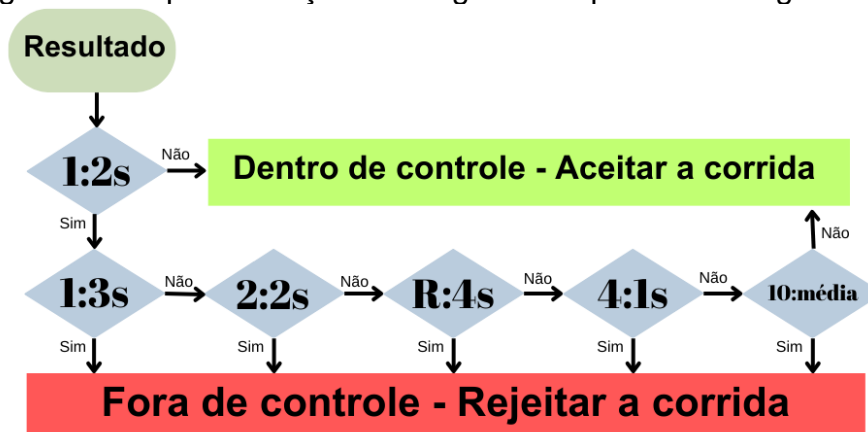 Resultado
1:2s
Não
Dentro de controle - Aceitar a corrida
Sim
Não
1:3s
Não
2:2s
Não
R:4s
Não
4:1s
Não
10:média
Sim
Sim
Sim
Sim
Sim
Fora de controle - Rejeitar a corrida